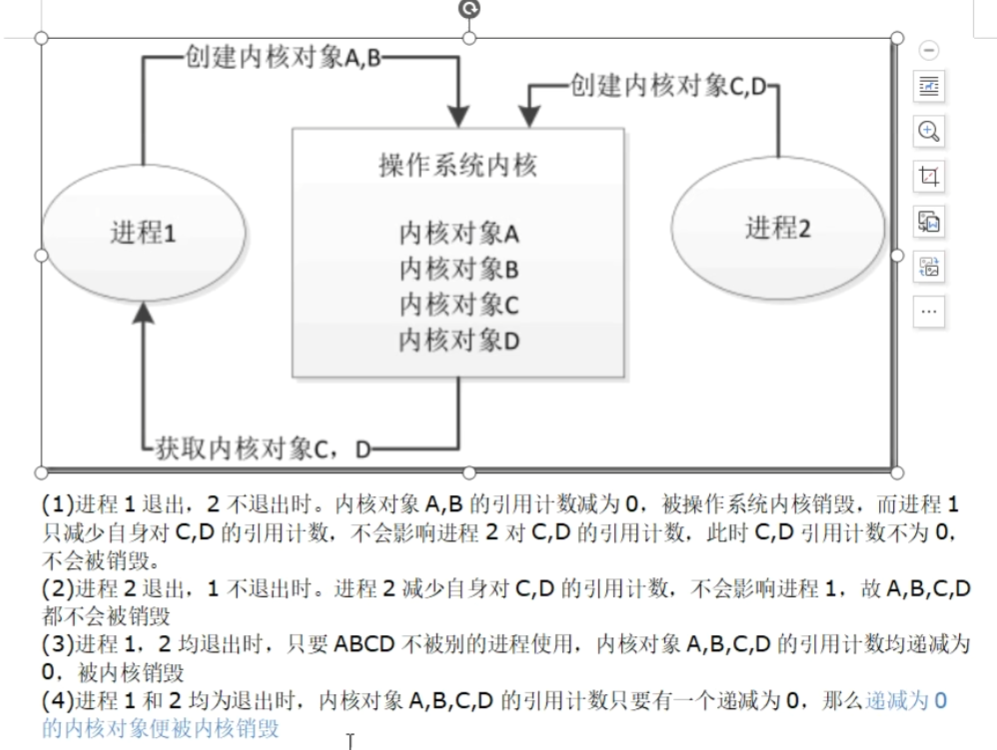 创建内核对象A,B
创建内核对象C,D
操作系统内核
进程1
内核对象A
进程2
内核对象B
内核对象C
内核对象D
获取内核对象C，D
(1)进程 1 退出，2 不退出时。内核对象 A,B 的引用计数减为 0，被操作系统内核销毁，而进程 1
只减少自身对 C,D 的引用计数，不会影响进程 2 对 C,D 的引用计数，此时 C,D 引用计数不为 0，
不会被销毁。
(2)进程 2 退出，1 不退出时。进程 2 减少自身对 C,D 的引用计数，不会影响进程 1，故 A,B,C,D
都不会被销毁
(3)进程 1，2 均退出时，只要 ABCD 不被别的进程使用，内核对象 A,B,C,D 的引用计数均递减为
0，被内核销毁
(4)进程 1 和 2 均为退出时，内核对象 A,B,C,D 的引用计数只要有一个递减为 0，那么递减为 0
的内核对象便被内核销毁